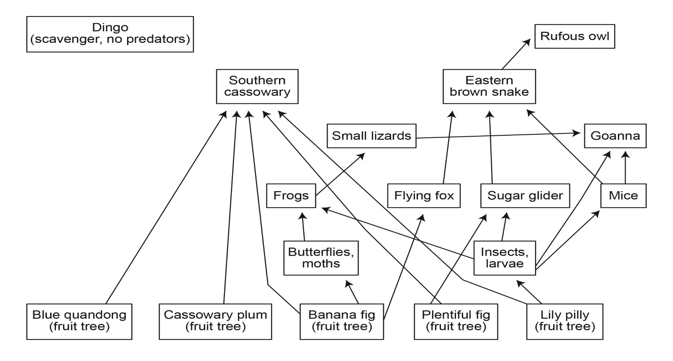 Dingo
(scavenger, no predators)
Rufous owl
Southern
cassowary
Eastern
brown snake
Small lizards
Goanna
Frogs
Flying fox
Sugar glider
Mice
Butterflies,
moths
Insects,
larvae
Blue quandong
(fruit tree)
Cassowary plum
(fruit tree)
Banana fig
(fruit tree)
Plentiful fig
(fruit tree)
Lily pilly
(fruit tree)